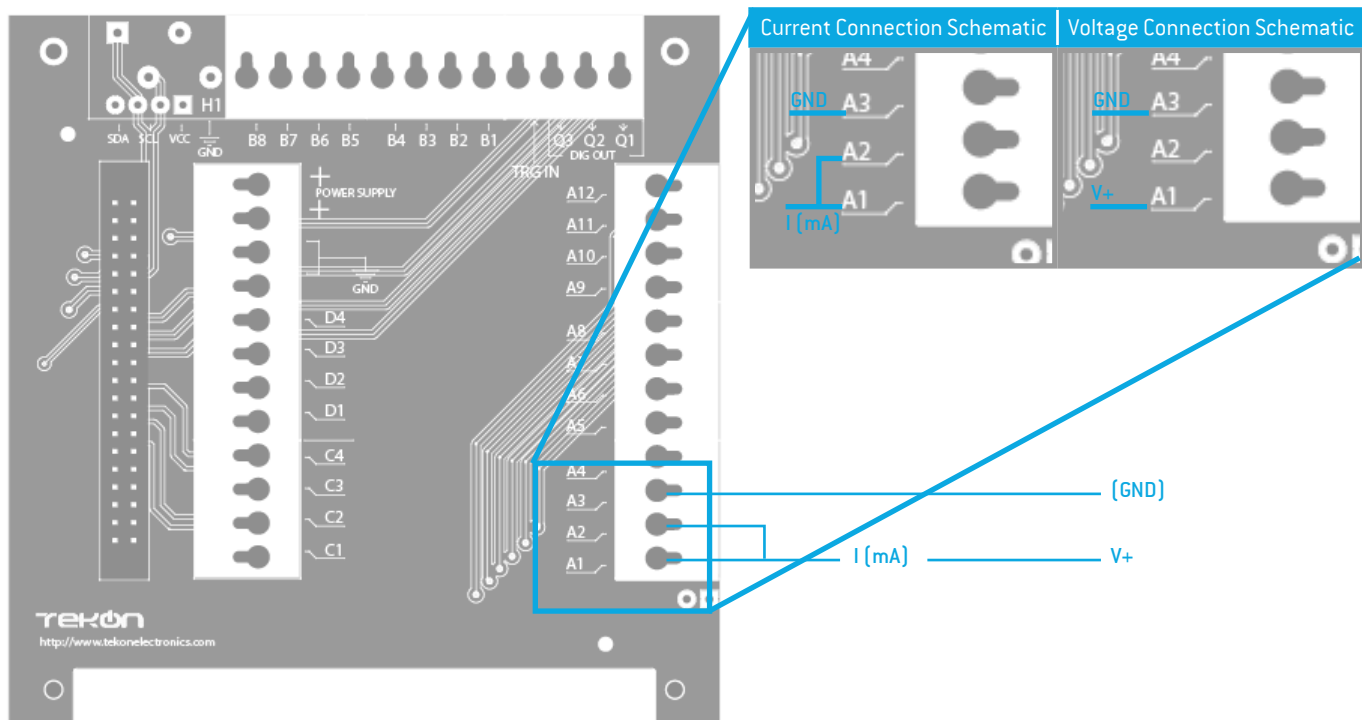 Current Connection Schematic
Voltage Connection Schematic
A4
GND A3
A2
A1
I (mA)
A4
GND A3
A2
V+ A1
H1
SDA SCL VCC GND
B8 B7 B6 B5 B4 B3 B2 B1 Q3 Q2 Q1
DIG OUT
TRG IN
+
POWER SUPPLY
+
GND
D4
D3
D2
D1
C4
C3
C2
C1
A12
A11
A10
A9
A8
A7
A6
A5
A4
A3
A2
A1
(GND)
I (mA)
V+
TEKON
http://www.tekonelectronics.com